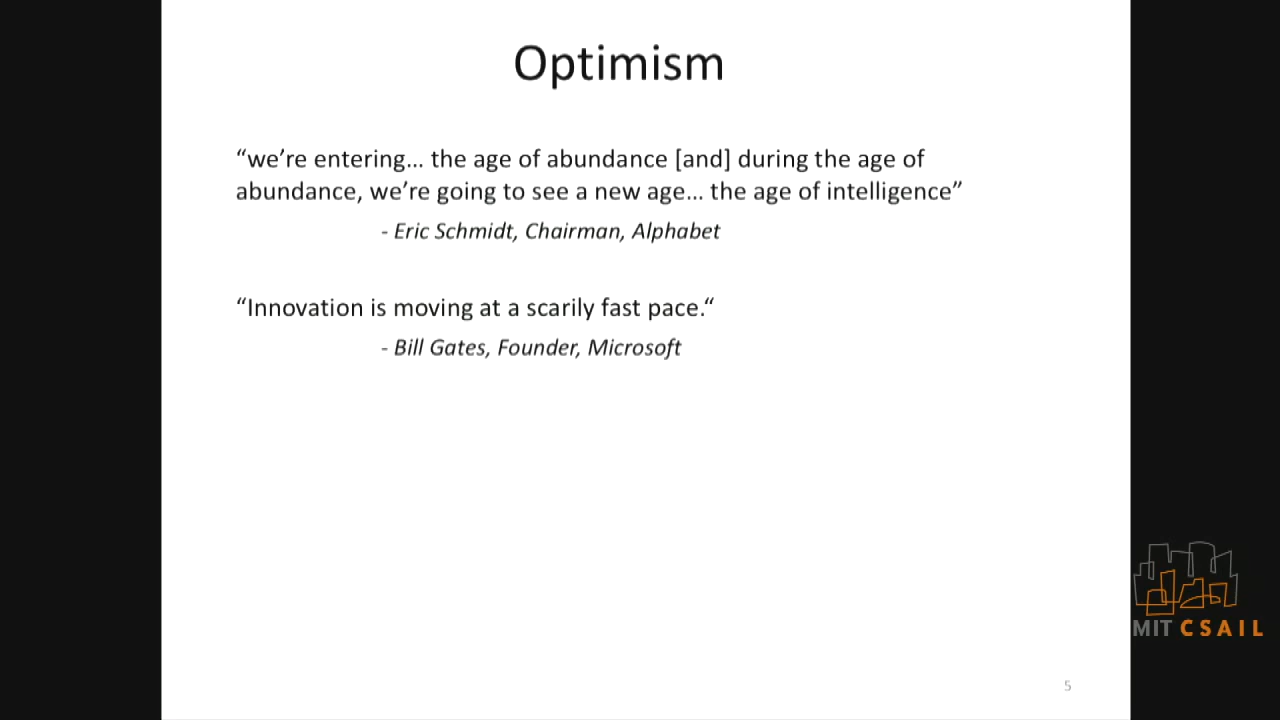 Optimism
“we’re entering… the age of abundance [and] during the age of
abundance, we’re going to see a new age… the age of intelligence”
- Eric Schmidt, Chairman, Alphabet
“Innovation is moving at a scarily fast pace.“
- Bill Gates, Founder, Microsoft
MIT CSAIL
5